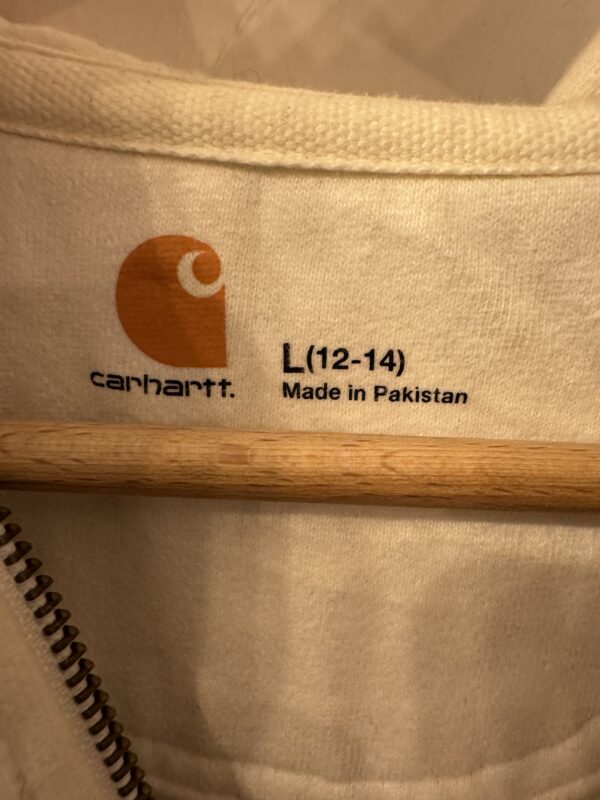 carhartt.
L(12-14)
Made in Pakistan